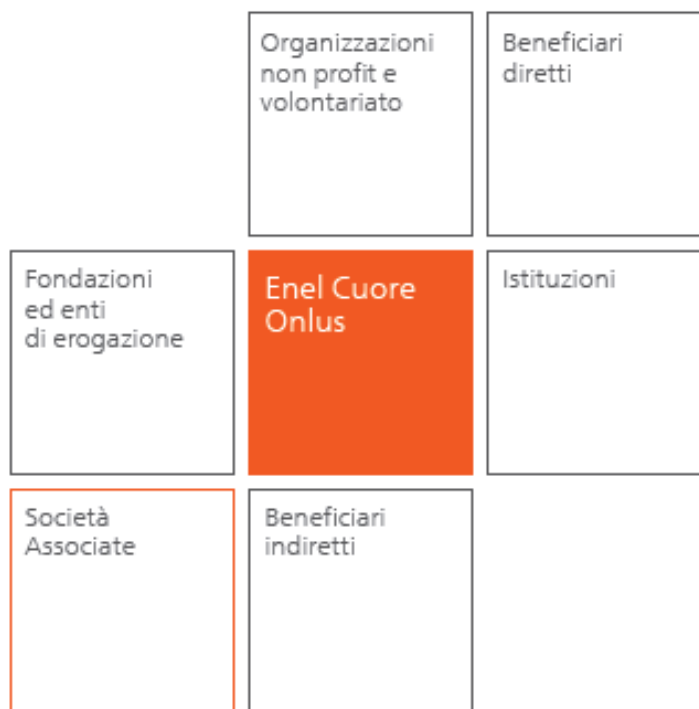 Organizzazioni
non profit e
volontariato
Beneficiari
diretti
Fondazioni
ed enti
di erogazione
Enel Cuore
Onlus
Istituzioni
Società
Associate
Beneficiari
indiretti